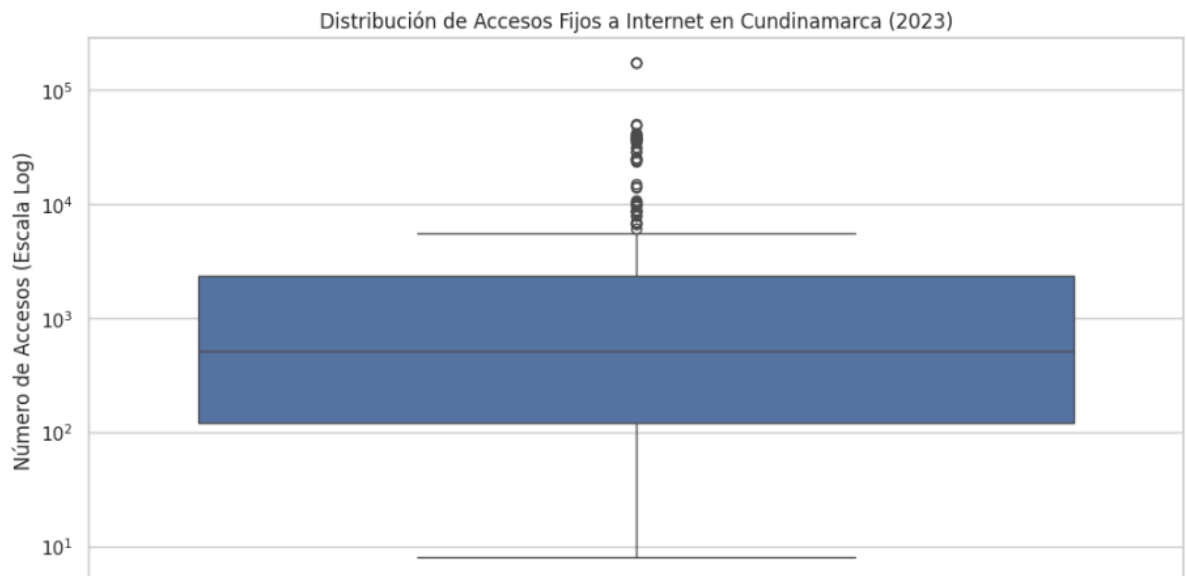 Distribución de Accesos Fijos a Internet en Cundinamarca (2023)
Número de Accesos (Escala Log)
10⁵
10⁴
10³
10²
10¹